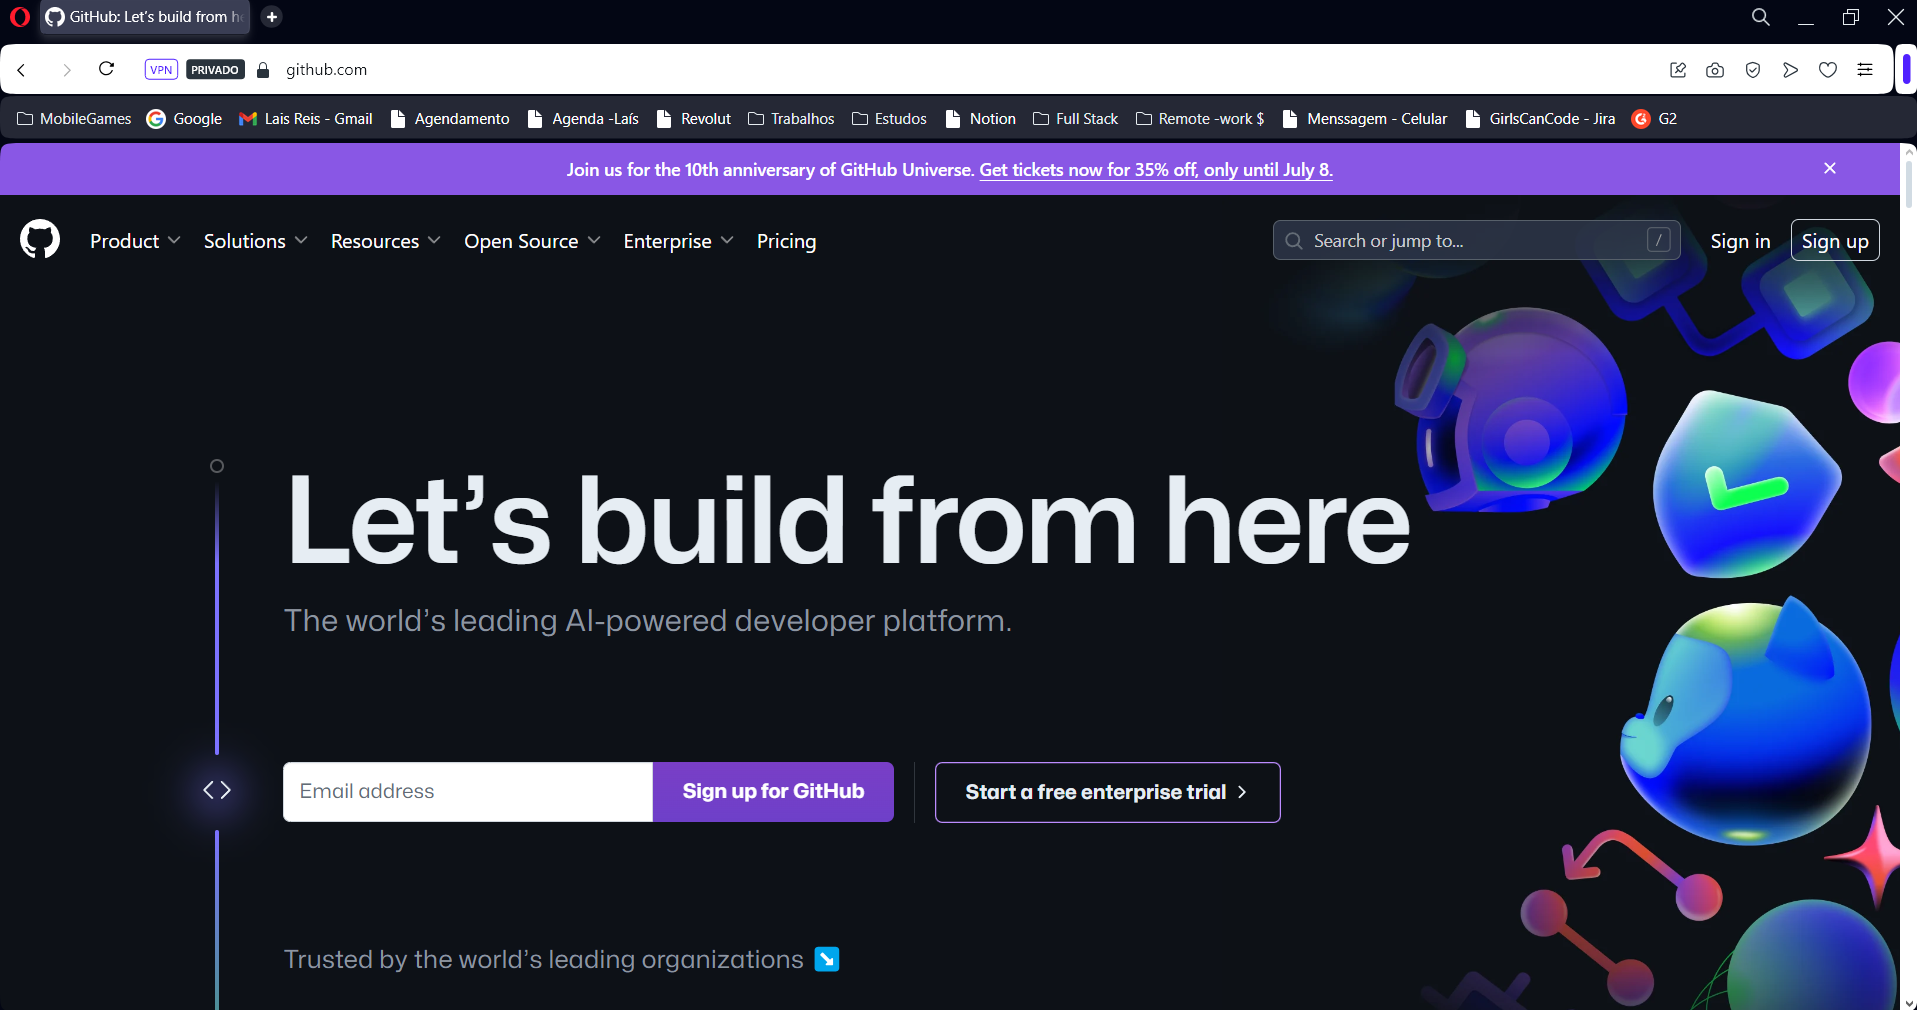 GitHub: Let's build from h
VPN PRIVADO github.com
MobileGames Google Lais Reis - Gmail Agendamento Agenda -Laís Revolut Trabalhos Estudos Notion Full Stack Remote -work $ Menssagem - Celular GirlsCanCode - Jira G2
Join us for the 10th anniversary of GitHub Universe. Get tickets now for 35% off, only until July 8.
Product Solutions Resources Open Source Enterprise Pricing Search or jump to... / Sign in Sign up
Let’s build from here
The world’s leading AI-powered developer platform.
Email address Sign up for GitHub Start a free enterprise trial
Trusted by the world’s leading organizations